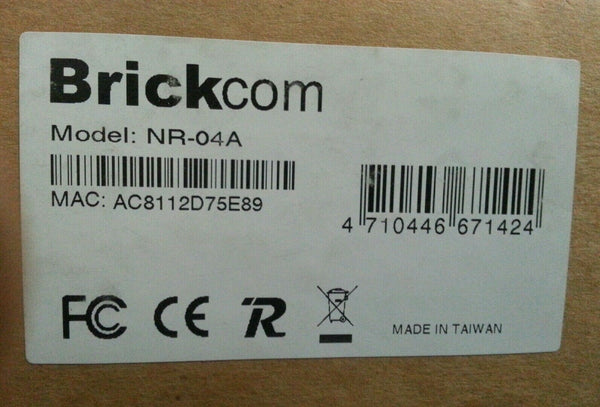 Brickcom
Model: NR-04A
MAC: AC8112D75E89
4 710446 671424
FC CE R
MADE IN TAIWAN